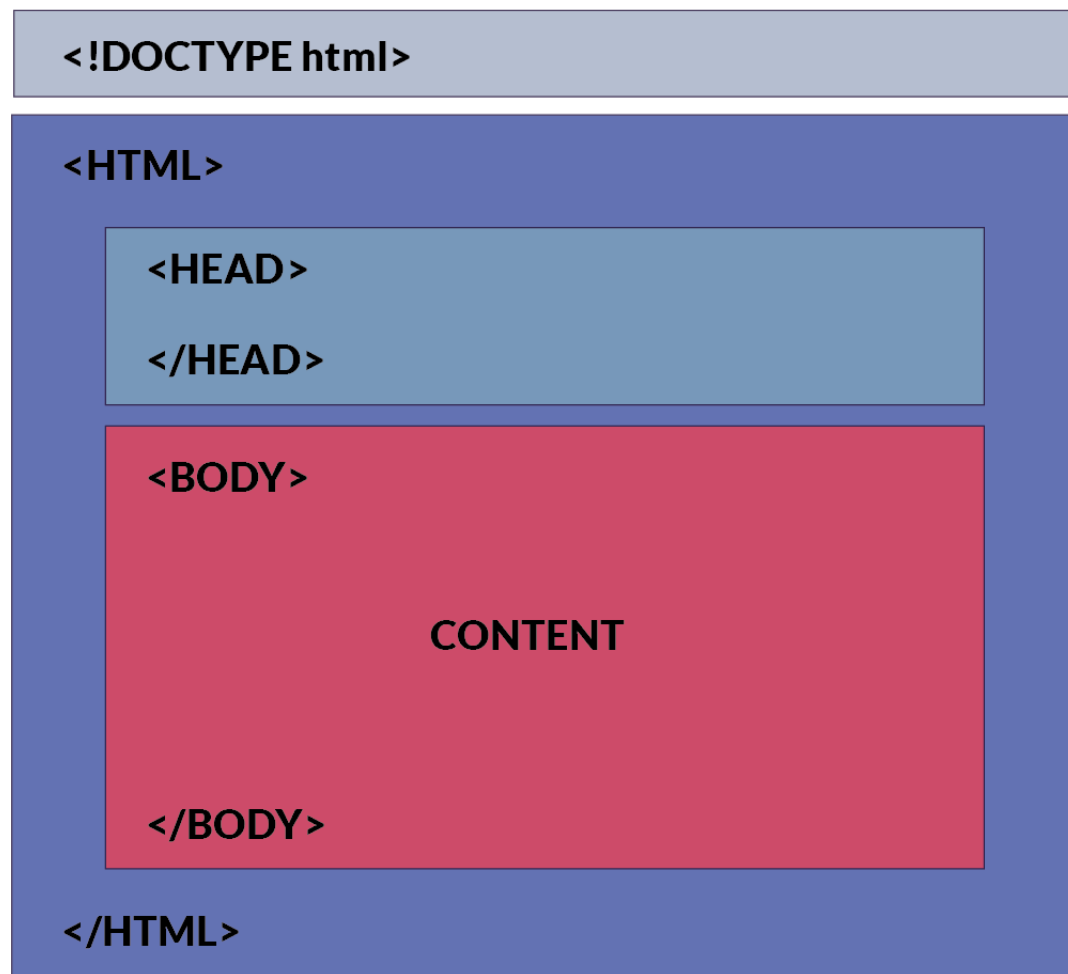 <!DOCTYPE html>
<HTML>
<HEAD>
</HEAD>
<BODY>
CONTENT
</BODY>
</HTML>